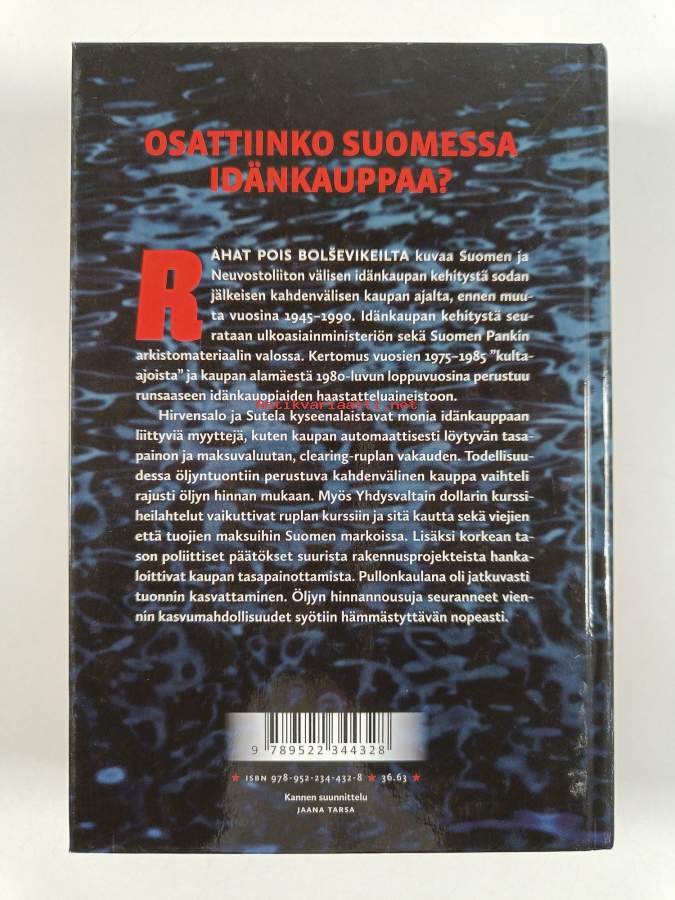 OSATTIINKO SUOMESSA
IDÄNKAUPPAA?
RAHAT POIS BOLŠEVIKEILTA kuvaa Suomen ja
Neuvostoliiton välisen idänkaupan kehitystä sodan
jälkeisen kahdenvälisen kaupan ajalta, ennen muu-
ta vuosina 1945–1990. Idänkaupan kehitystä seu-
rataan ulkoasiainministeriön sekä Suomen Pankin
arkistomateriaalin valossa. Kertomus vuosien 1975–1985 ”kulta-
ajoista” ja kaupan alamäestä 1980-luvun loppuvuosina perustuu
runsaaseen idänkauppiaiden haastatteluaineistoon.
Antikvariaatti.net
Hirvensalo ja Sutela kyseenalaistavat monia idänkauppaan
liittyviä myyttejä, kuten kaupan automaattisesti löytyvän tasa-
painon ja maksuvaluutan, clearing-ruplan vakauden. Todellisuu-
dessa öljyntuontiin perustuva kahdenvälinen kauppa vaihteli
rajusti öljyn hinnan mukaan. Myös Yhdysvaltain dollarin kurssi-
heilahtelut vaikuttivat ruplan kurssiin ja sitä kautta sekä viejien
että tuojien maksuihin Suomen markoissa. Lisäksi korkean ta-
son poliittiset päätökset suurista rakennusprojekteista hanka-
loittivat kaupan tasapainottamista. Pullonkaulana oli jatkuvasti
tuonnin kasvattaminen. Öljyn hinnannousuja seuranneet vien-
nin kasvumahdollisuudet syötiin hämmästyttävän nopeasti.
9 789522 344328
★ ISBN 978-952-234-432-8 ★ 36.63 ★
Kannen suunnittelu
JAANA TARSA